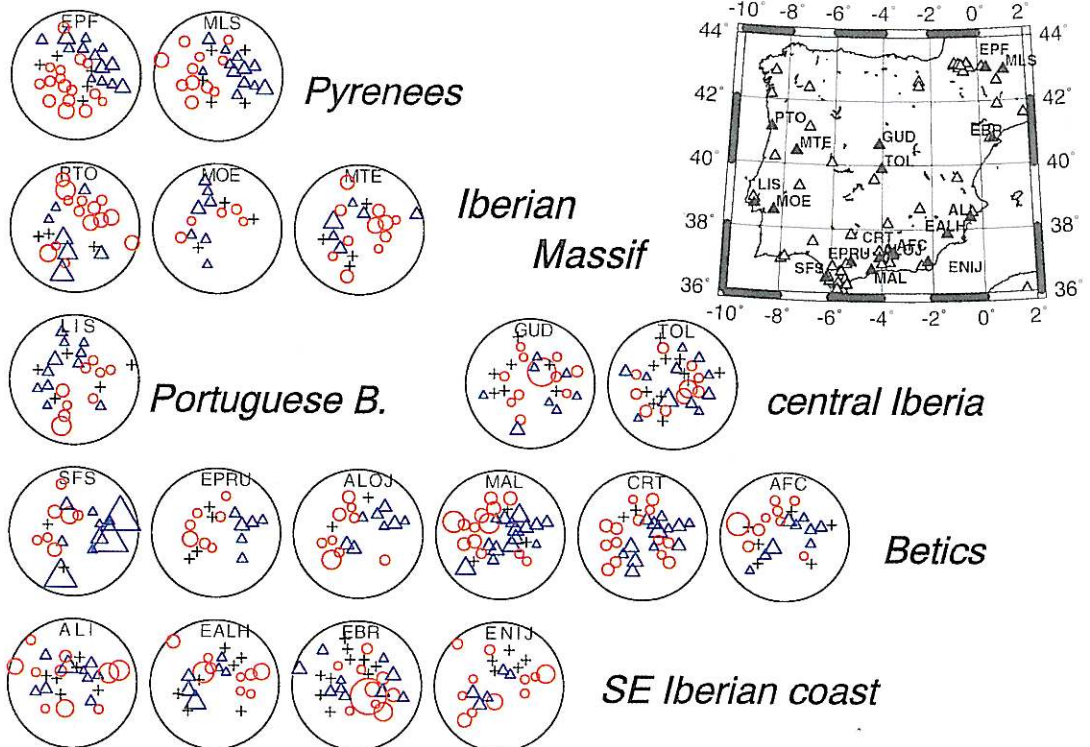 EPF MLS
Pyrenees
PTO MOE MTE
Iberian
Massif
LIS
Portuguese B.
GUD TOL
central Iberia
SFS EPRU ALOJ MAL CRT AFC
Betics
ALI EALH EBR ENIJ
SE Iberian coast
-10° -8° -6° -4° -2° 0° 2°
44° 44°
EPF
MLS
42° 42°
PTO
EBR
MTE GUD
40° TOL 40°
LIS
MOE ALI
38° EALH 38°
CRT AFC
EPRU
SFS MAL ENIJ
36° 36°
-10° -8° -6° -4° -2° 0° 2°